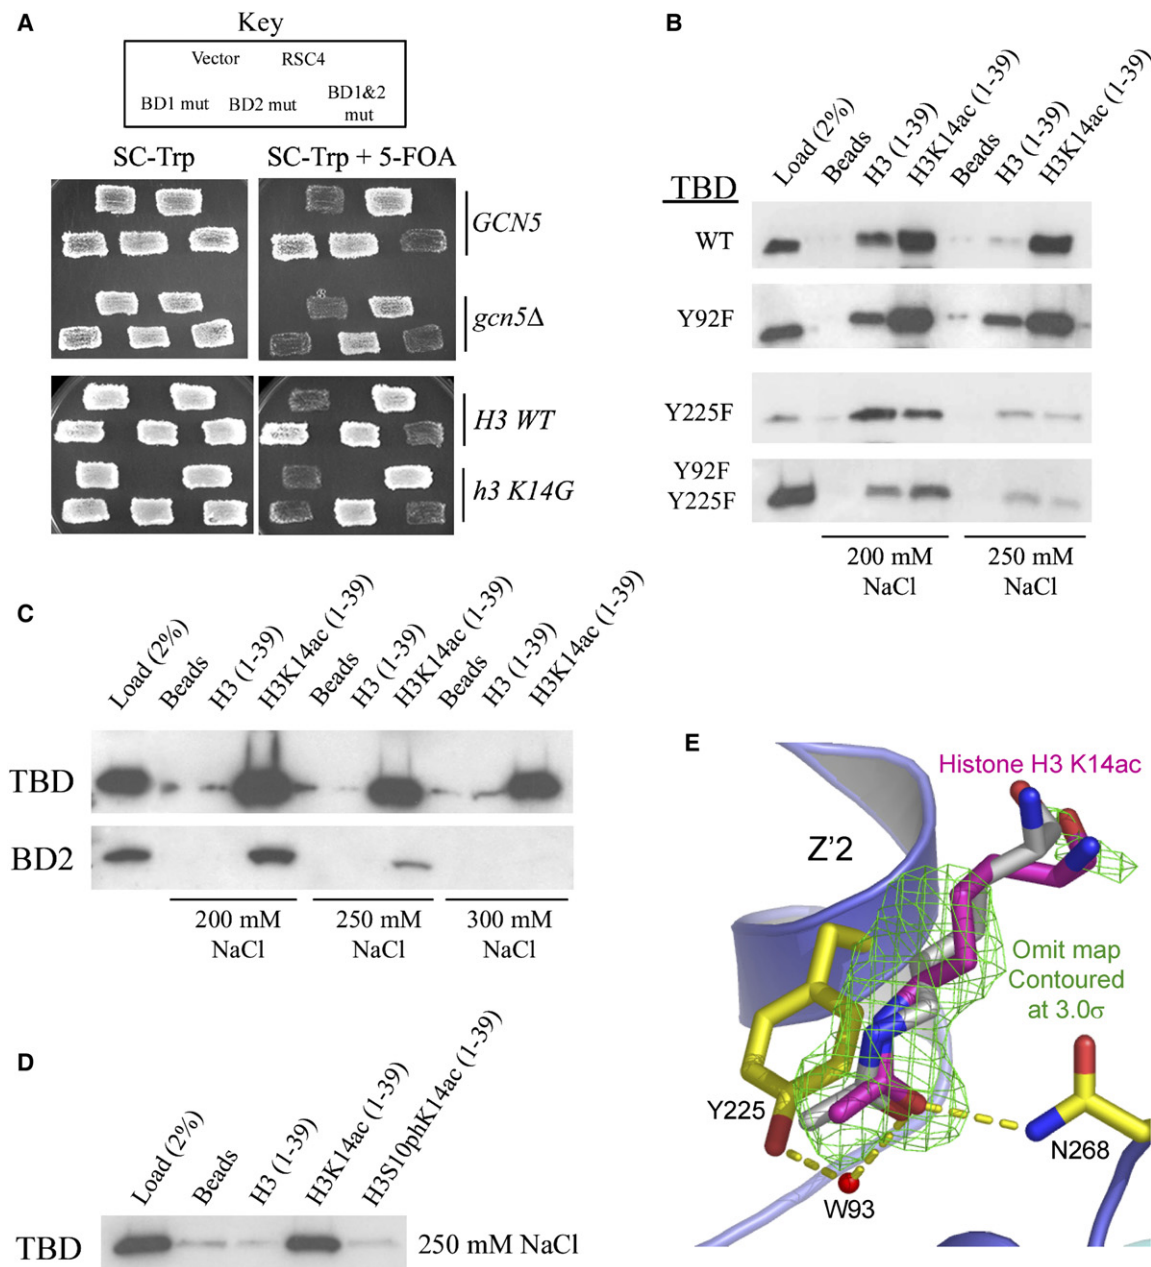 A
Key
Vector RSC4
BD1 mut BD2 mut BD1&2 mut
SC-Trp SC-Trp + 5-FOA
GCN5
gcn5Δ
H3 WT
h3 K14G
B
Load (2%) Beads H3 (1-39) H3K14ac (1-39) Beads H3 (1-39) H3K14ac (1-39)
TBD
WT
Y92F
Y225F
Y92F
Y225F
200 mM NaCl 250 mM NaCl
C
Load (2%) Beads H3 (1-39) H3K14ac (1-39) Beads H3 (1-39) H3K14ac (1-39) Beads H3 (1-39) H3K14ac (1-39)
TBD
BD2
200 mM NaCl 250 mM NaCl 300 mM NaCl
D
Load (2%) Beads H3 (1-39) H3K14ac (1-39) H3S10phK14ac (1-39)
TBD 250 mM NaCl
E
Histone H3 K14ac
Z'2
Omit map
Contoured
at 3.0σ
Y225
N268
W93